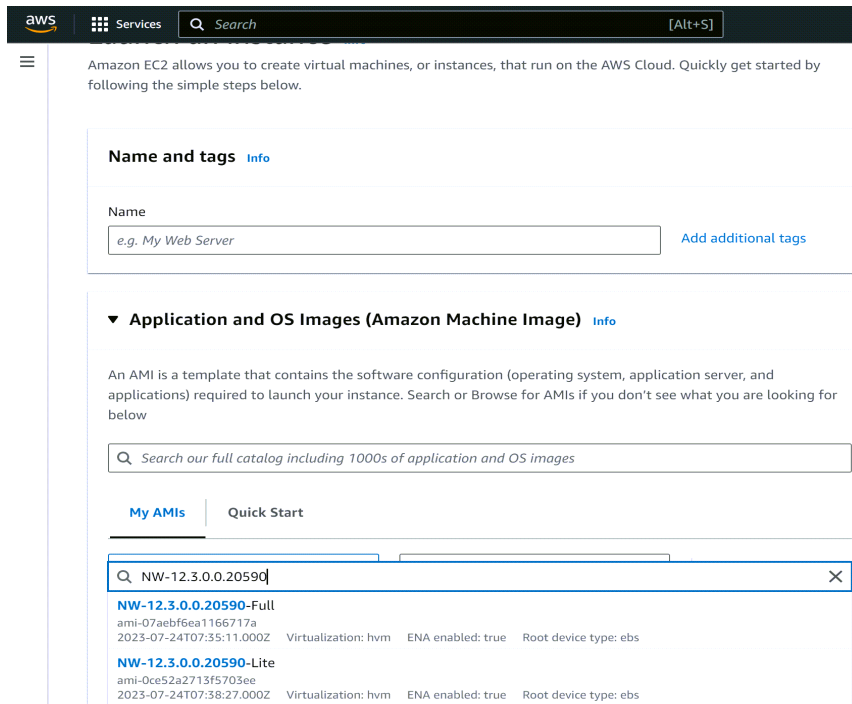 aws Services Search [Alt+S]
Amazon EC2 allows you to create virtual machines, or instances, that run on the AWS Cloud. Quickly get started by
following the simple steps below.
Name and tags Info
Name
e.g. My Web Server Add additional tags
Application and OS Images (Amazon Machine Image) Info
An AMI is a template that contains the software configuration (operating system, application server, and
applications) required to launch your instance. Search or Browse for AMIs if you don't see what you are looking for
below
Search our full catalog including 1000s of application and OS images
My AMIs Quick Start
NW-12.3.0.0.20590
NW-12.3.0.0.20590-Full
ami-07aebf6ea1166717a
2023-07-24T07:35:11.000Z Virtualization: hvm ENA enabled: true Root device type: ebs
NW-12.3.0.0.20590-Lite
ami-0ce52a2713f5703ee
2023-07-24T07:38:27.000Z Virtualization: hvm ENA enabled: true Root device type: ebs